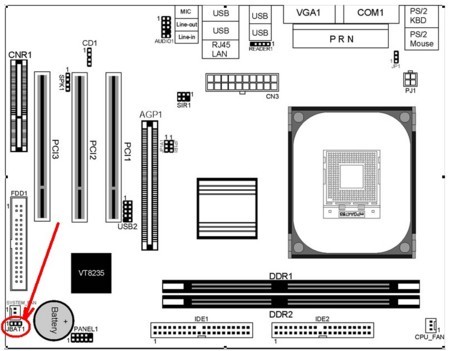 MIC
Line-out
Line-in
AUDIO1
USB
USB
RJ45
LAN
USB
USB
READER1
VGA1
COM1
PRN
PS/2
KBD
PS/2
Mouse
JP1
PJ1
CNR1
CD1
SPK1
SIR1
CN3
AGP1
PCI3
PCI2
PCI1
USB2
FDD1
VT8235
SYSTEM_FAN
JBAT1
Battery
+
PANEL1
DDR1
DDR2
IDE1
IDE2
CPU_FAN